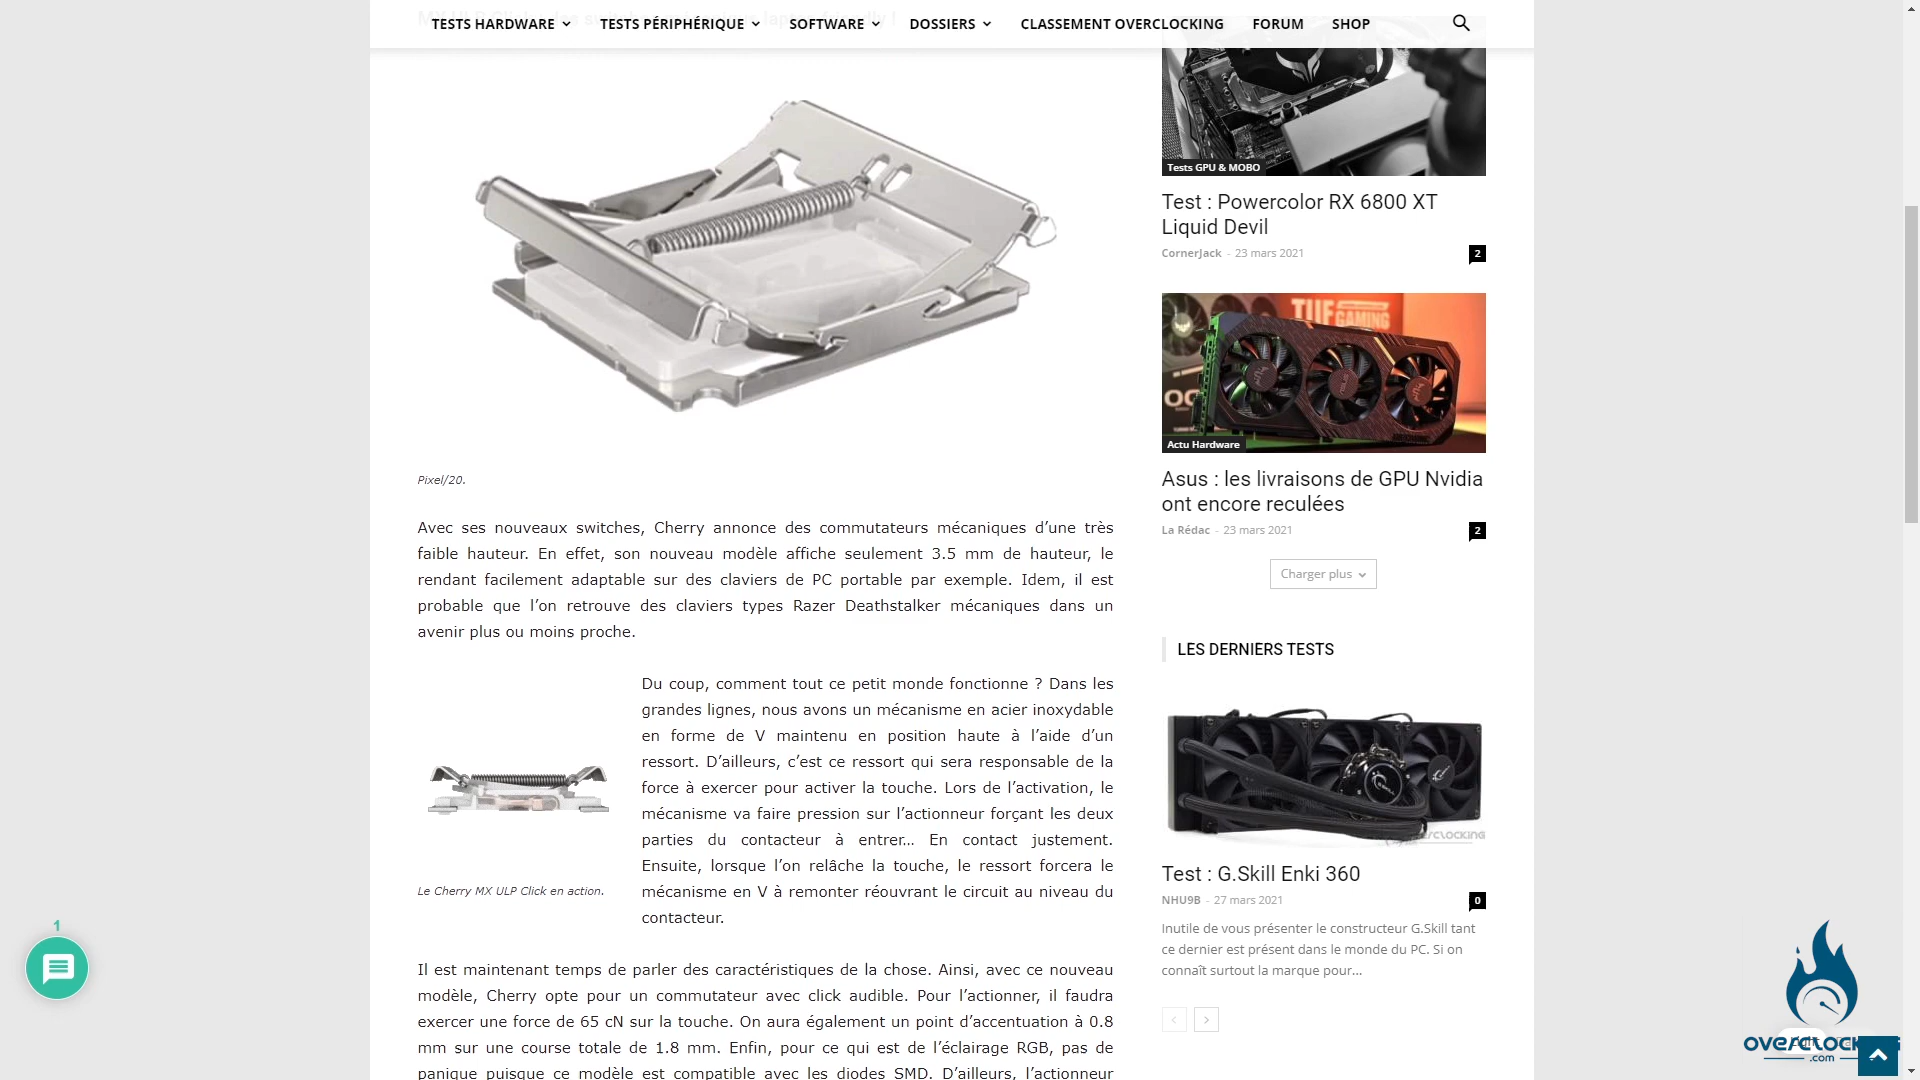 TESTS HARDWARE
TESTS PÉRIPHÉRIQUE
SOFTWARE
DOSSIERS
CLASSEMENT OVERCLOCKING
FORUM
SHOP
Pixel/20.
Avec ses nouveaux switches, Cherry annonce des commutateurs mécaniques d’une très
faible hauteur. En effet, son nouveau modèle affiche seulement 3.5 mm de hauteur, le
rendant facilement adaptable sur des claviers de PC portable par exemple. Idem, il est
probable que l’on retrouve des claviers types Razer Deathstalker mécaniques dans un
avenir plus ou moins proche.
Du coup, comment tout ce petit monde fonctionne ? Dans les
grandes lignes, nous avons un mécanisme en acier inoxydable
en forme de V maintenu en position haute à l’aide d’un
ressort. D’ailleurs, c’est ce ressort qui sera responsable de la
force à exercer pour activer la touche. Lors de l’activation, le
mécanisme va faire pression sur l’actionneur forçant les deux
parties du contacteur à entrer… En contact justement.
Ensuite, lorsque l’on relâche la touche, le ressort forcera le
mécanisme en V à remonter réouvrant le circuit au niveau du
contacteur.
Le Cherry MX ULP Click en action.
Il est maintenant temps de parler des caractéristiques de la chose. Ainsi, avec ce nouveau
modèle, Cherry opte pour un commutateur avec click audible. Pour l’actionner, il faudra
exercer une force de 65 cN sur la touche. On aura également un point d’accentuation à 0.8
mm sur une course totale de 1.8 mm. Enfin, pour ce qui est de l’éclairage RGB, pas de
panique puisque ce modèle est compatible avec les diodes SMD. D’ailleurs, l’actionneur
Tests GPU & MOBO
Test : Powercolor RX 6800 XT
Liquid Devil
CornerJack - 23 mars 2021
2
TUF GAMING
Actu Hardware
Asus : les livraisons de GPU Nvidia
ont encore reculées
La Rédac - 23 mars 2021
2
Charger plus
LES DERNIERS TESTS
Test : G.Skill Enki 360
NHU9B - 27 mars 2021
0
Inutile de vous présenter le constructeur G.Skill tant
ce dernier est présent dans le monde du PC. Si on
connaît surtout la marque pour...
1
.com